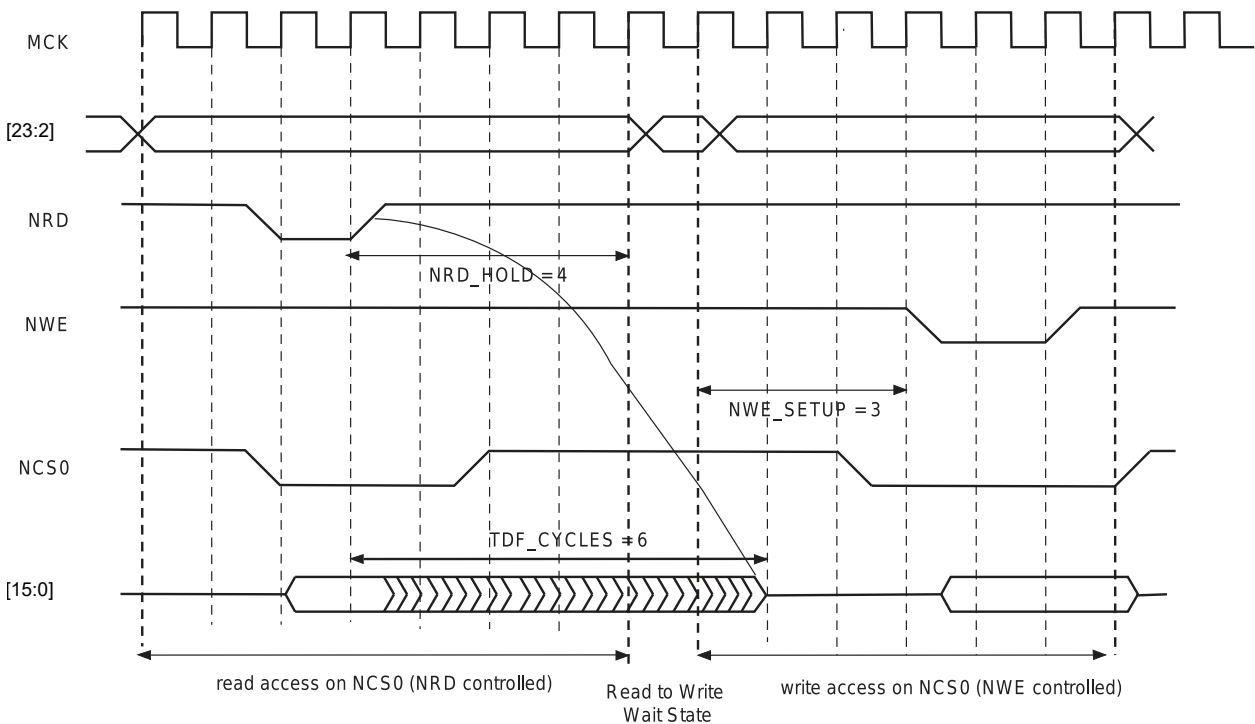 MCK
[23:2]
NRD
NRD_HOLD = 4
NWE
NWE_SETUP = 3
NCS0
TDF_CYCLES = 6
[15:0]
read access on NCS0 (NRD controlled)
Read to Write
Wait State
write access on NCS0 (NWE controlled)